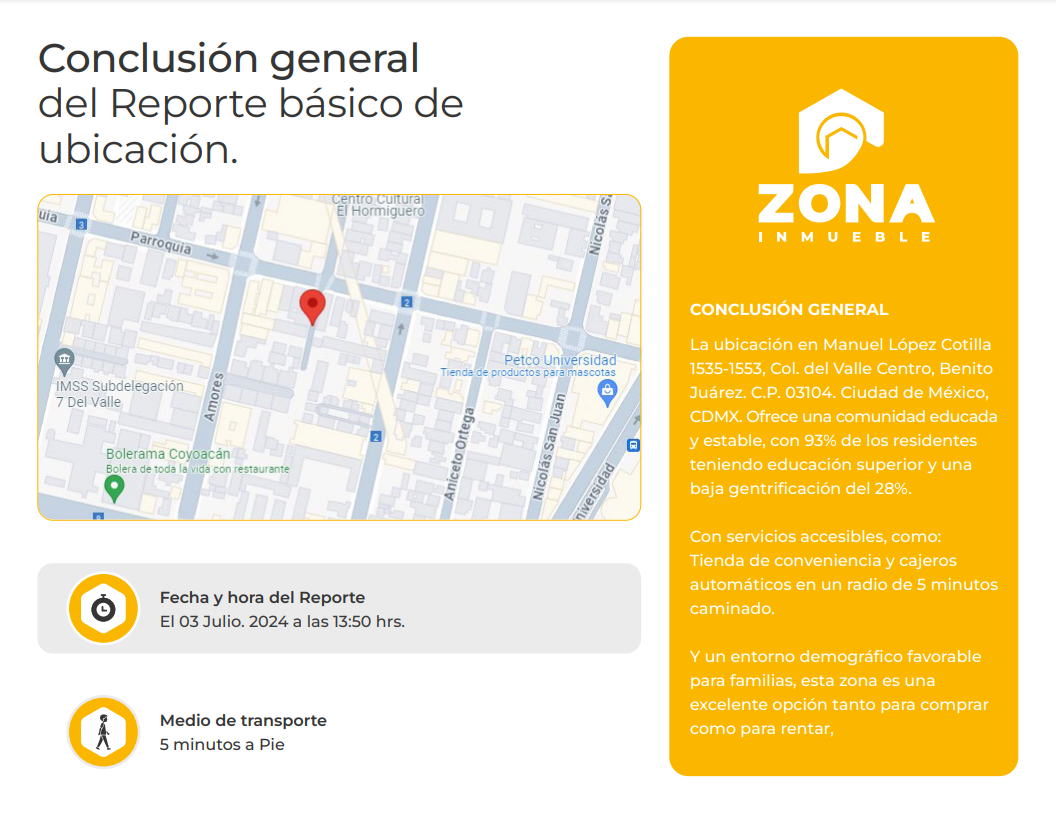 Conclusión general
del Reporte básico de
ubicación.
Centro Cultural
El Hormiguero
uia
3
Parroquia
Nicolás S
2
Petco Universidad
Tienda de productos para mascotas
IMSS Subdelegación
7 Del Valle
Amores
2
Aniceto Ortega
Nicolás San Juan
niversidad
Bolerama Coyoacán
Bolera de toda la vida con restaurante
Fecha y hora del Reporte
El 03 Julio. 2024 a las 13:50 hrs.
Medio de transporte
5 minutos a Pie
ZONA
INMUEBLE
CONCLUSIÓN GENERAL
La ubicación en Manuel López Cotilla
1535-1553, Col. del Valle Centro, Benito
Juárez. C.P. 03104. Ciudad de México,
CDMX. Ofrece una comunidad educada
y estable, con 93% de los residentes
teniendo educación superior y una
baja gentrificación del 28%.
Con servicios accesibles, como:
Tienda de conveniencia y cajeros
automáticos en un radio de 5 minutos
caminado.
Y un entorno demográfico favorable
para familias, esta zona es una
excelente opción tanto para comprar
como para rentar,